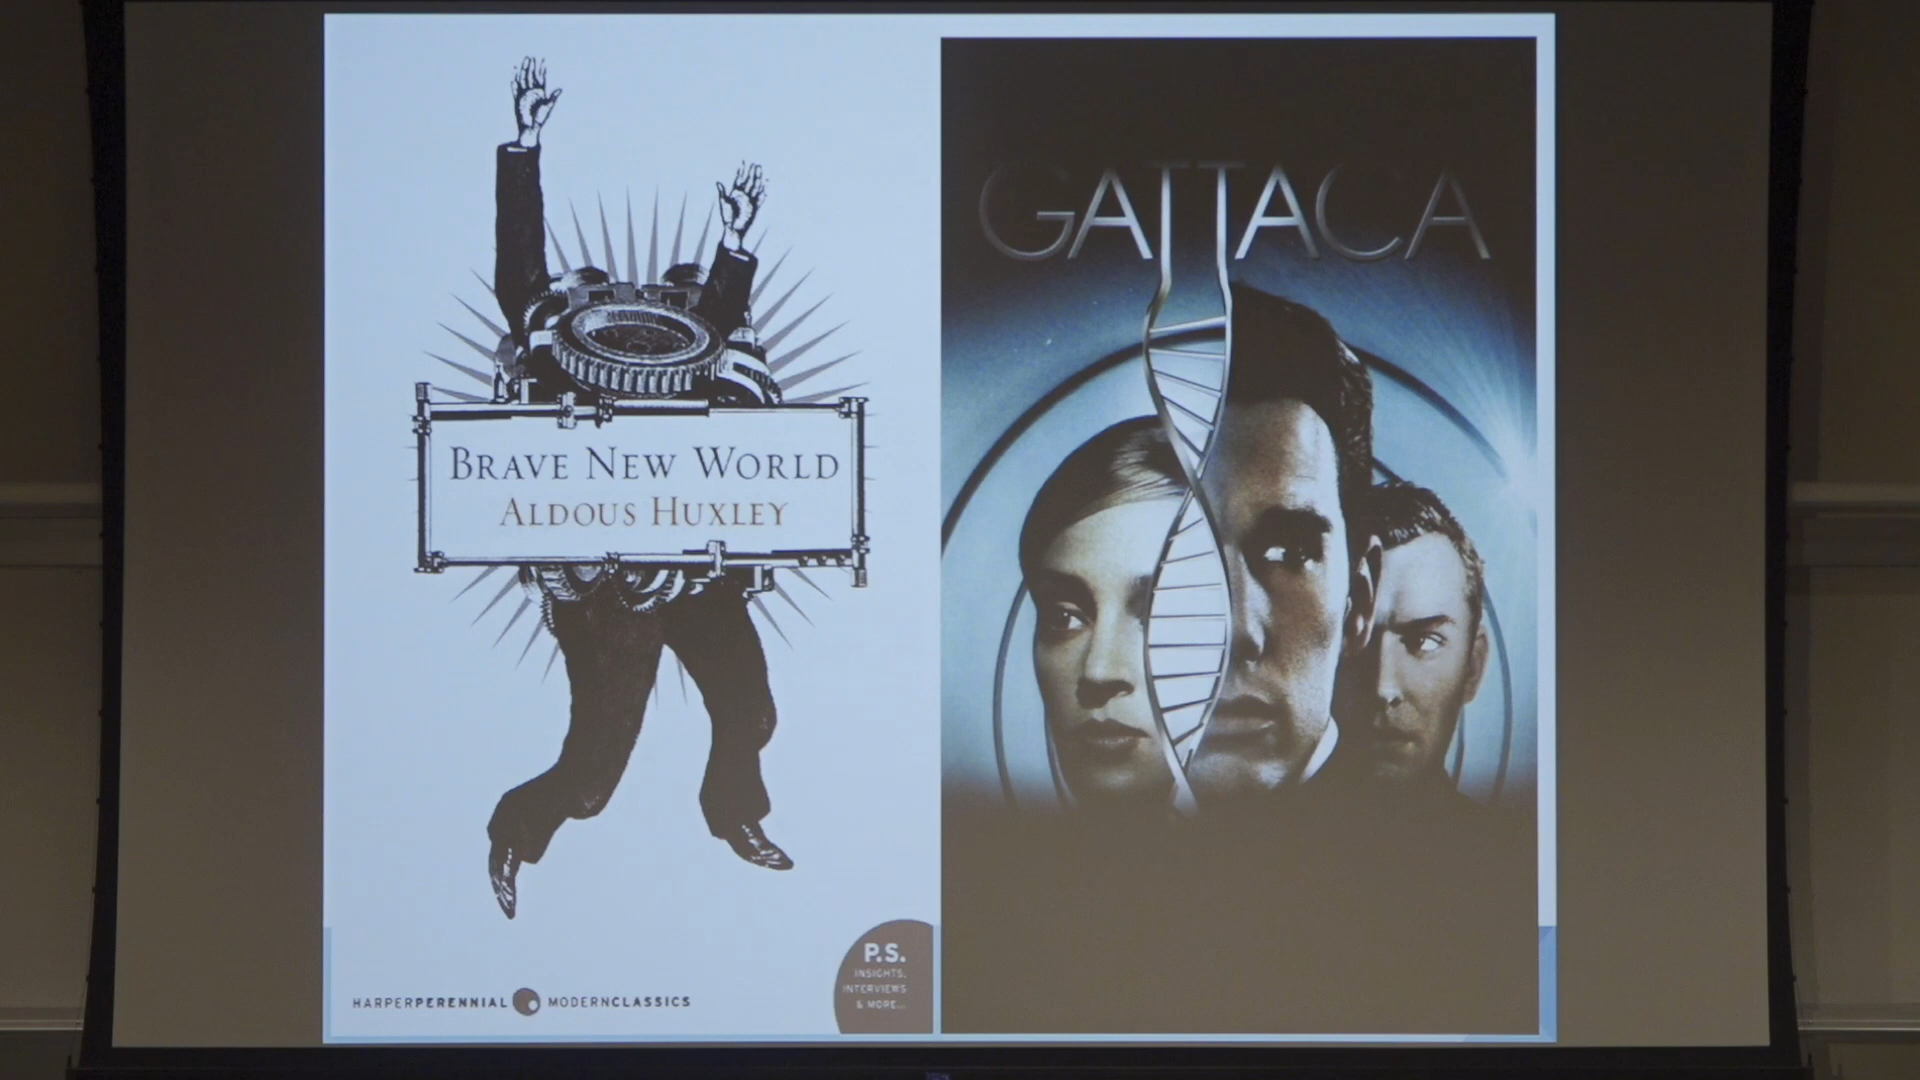 BRAVE NEW WORLD
ALDOUS HUXLEY
HARPERPERENNIAL MODERNCLASSICS
P.S.
INSIGHTS,
INTERVIEWS
& MORE...
GATTACA